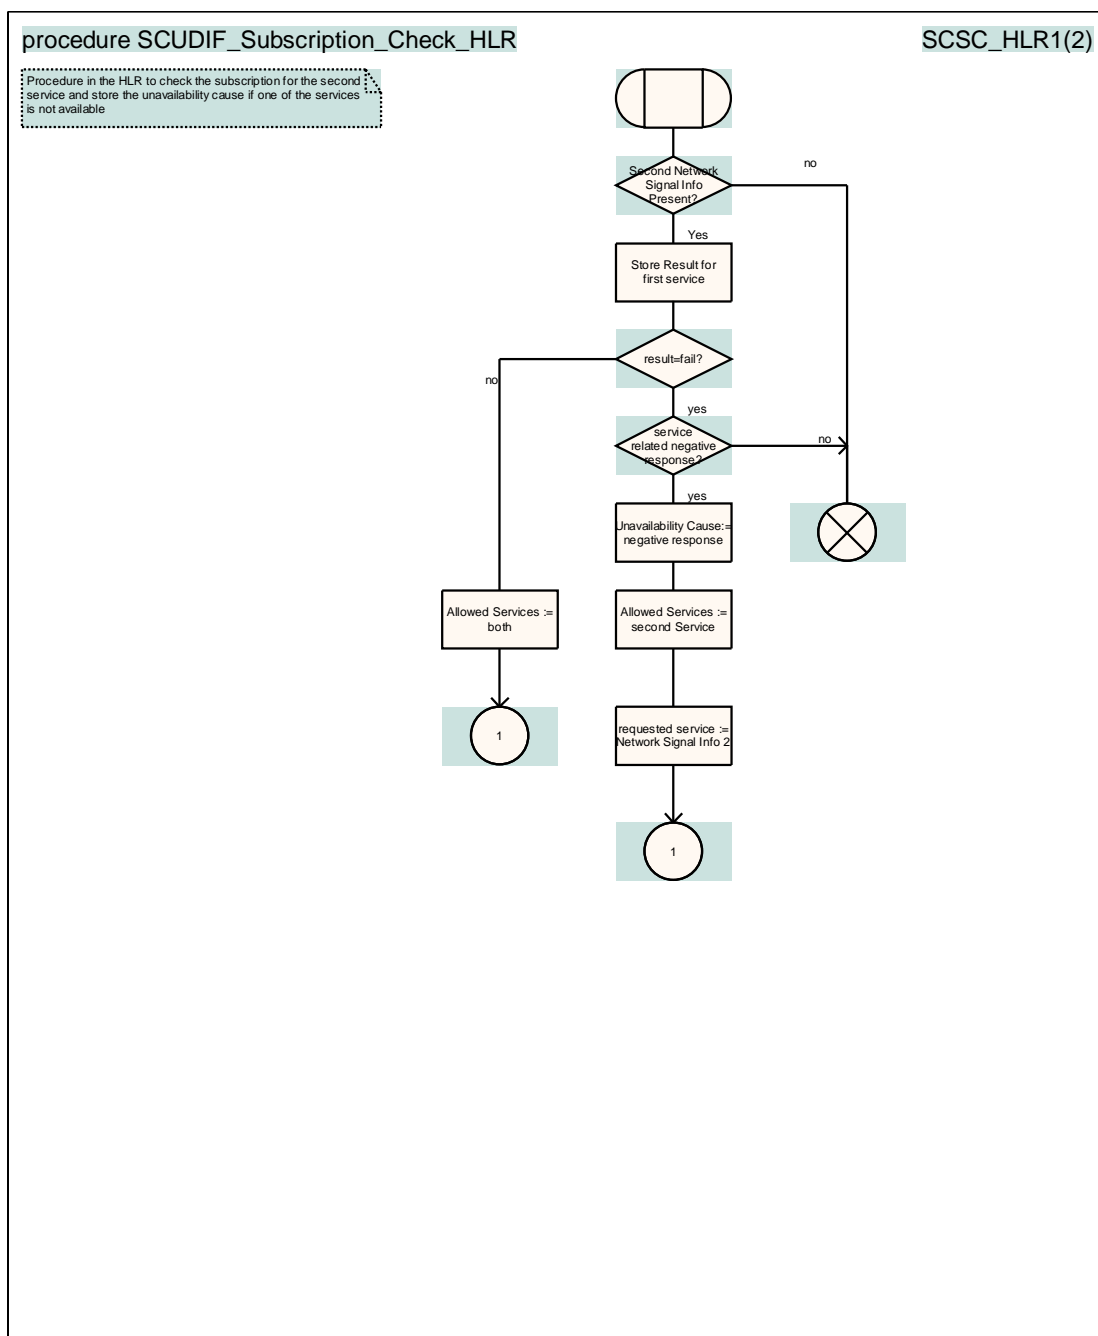 procedure SCUDIF_Subscription_Check_HLR
SCSC_HLR1(2)
Procedure in the HLR to check the subscription for the second
service and store the unavailability cause if one of the services
is not available
Second Network
Signal Info
Present?
no
Yes
Store Result for
first service
result=fail?
no
yes
service
related negative
response?
no
yes
Unavailability Cause:=
negative response
Allowed Services :=
both
Allowed Services :=
second Service
1
requested service :=
Network Signal Info 2
1